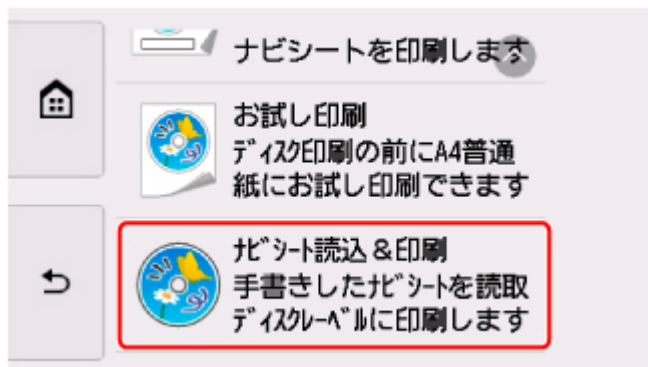 ナビシートを印刷します
お試し印刷
ディスク印刷の前にA4普通
紙にお試し印刷できます
ナビシート読込&印刷
手書きしたナビシートを読取
ディスクレーベルに印刷します